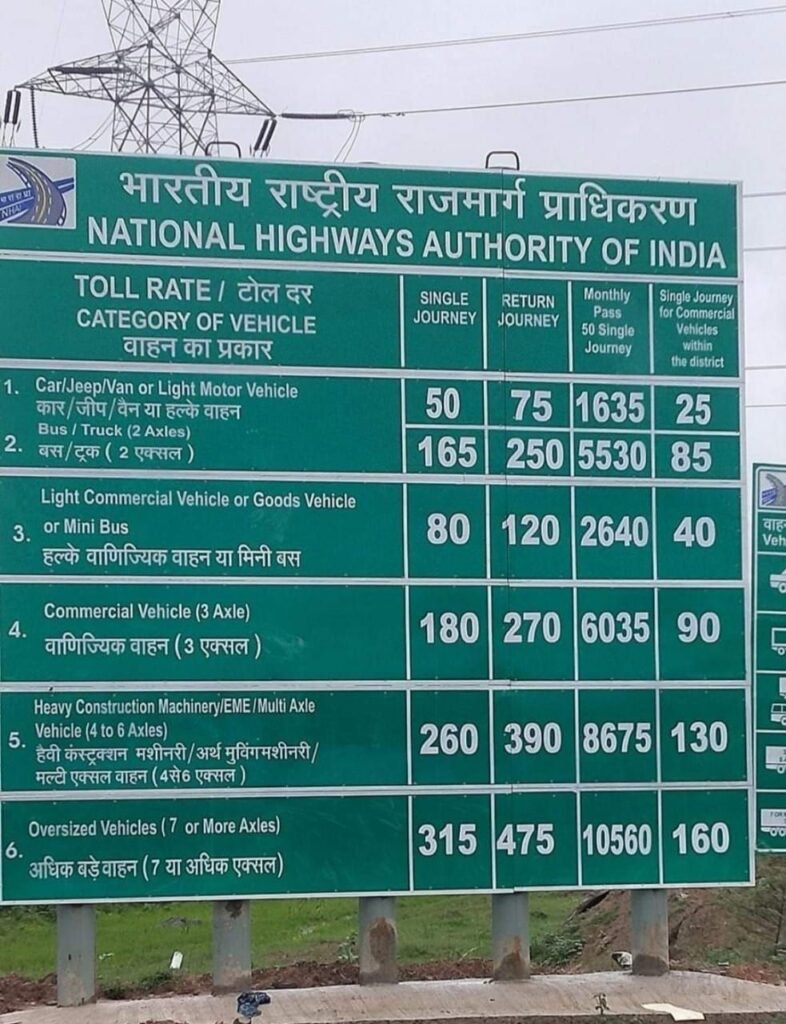 भारतीय राष्ट्रीय राजमार्ग प्राधिकरण
NHAI
NATIONAL HIGHWAYS AUTHORITY OF INDIA
TOLL RATE / टोल दर
CATEGORY OF VEHICLE
वाहन का प्रकार
SINGLE
JOURNEY
RETURN
JOURNEY
Monthly
Pass
50 Single
Journey
Single Journey
for Commercial
Vehicles
within
the district
1. Car/Jeep/Van or Light Motor Vehicle
कार/जीप/वैन या हल्के वाहन
50 75 1635 25
Bus / Truck (2 Axles)
2. बस/ट्रक ( 2 एक्सल )
165 250 5530 85
Light Commercial Vehicle or Goods Vehicle
3. or Mini Bus
हल्के वाणिज्यिक वाहन या मिनी बस
80 120 2640 40
4. Commercial Vehicle (3 Axle)
वाणिज्यिक वाहन (3 एक्सल )
180 270 6035 90
Heavy Construction Machinery/EME/Multi Axle
5. Vehicle (4 to 6 Axles)
हैवी कंस्ट्रक्शन मशीनरी/अर्थ मुविंगमशीनरी/
मल्टी एक्सल वाहन (4से6 एक्सल )
260 390 8675 130
6. Oversized Vehicles (7 or More Axles)
अधिक बड़े वाहन (7 या अधिक एक्सल)
315 475 10560 160